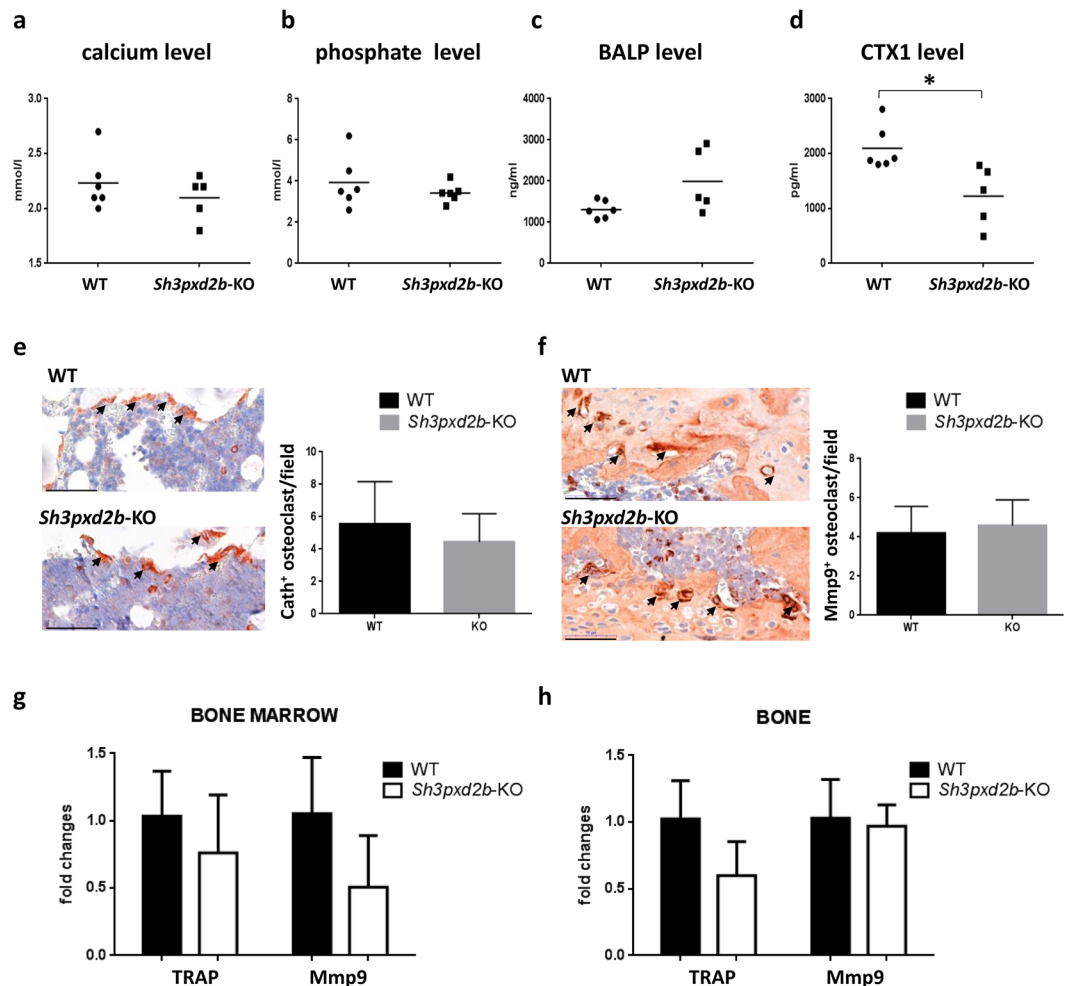 a
calcium level
3.0
2.5
2.0
1.5
mmol/l
WT
Sh3pxd2b-KO
b
phosphate level
8
6
4
2
0
mmol/l
WT
Sh3pxd2b-KO
c
BALP level
4000
3000
2000
1000
0
ng/ml
WT
Sh3pxd2b-KO
d
CTX1 level
*
3000
2000
1000
0
pg/ml
WT
Sh3pxd2b-KO
e
WT
Sh3pxd2b-KO
WT
Sh3pxd2b-KO
Cath⁺ osteoclast/field
10
8
6
4
2
0
WT
KO
f
WT
Sh3pxd2b-KO
WT
Sh3pxd2b-KO
Mmp9⁺ osteoclast/field
8
6
4
2
0
WT
KO
g
BONE MARROW
WT
Sh3pxd2b-KO
fold changes
1.5
1.0
0.5
0.0
TRAP
Mmp9
h
BONE
WT
Sh3pxd2b-KO
fold changes
1.5
1.0
0.5
0.0
TRAP
Mmp9